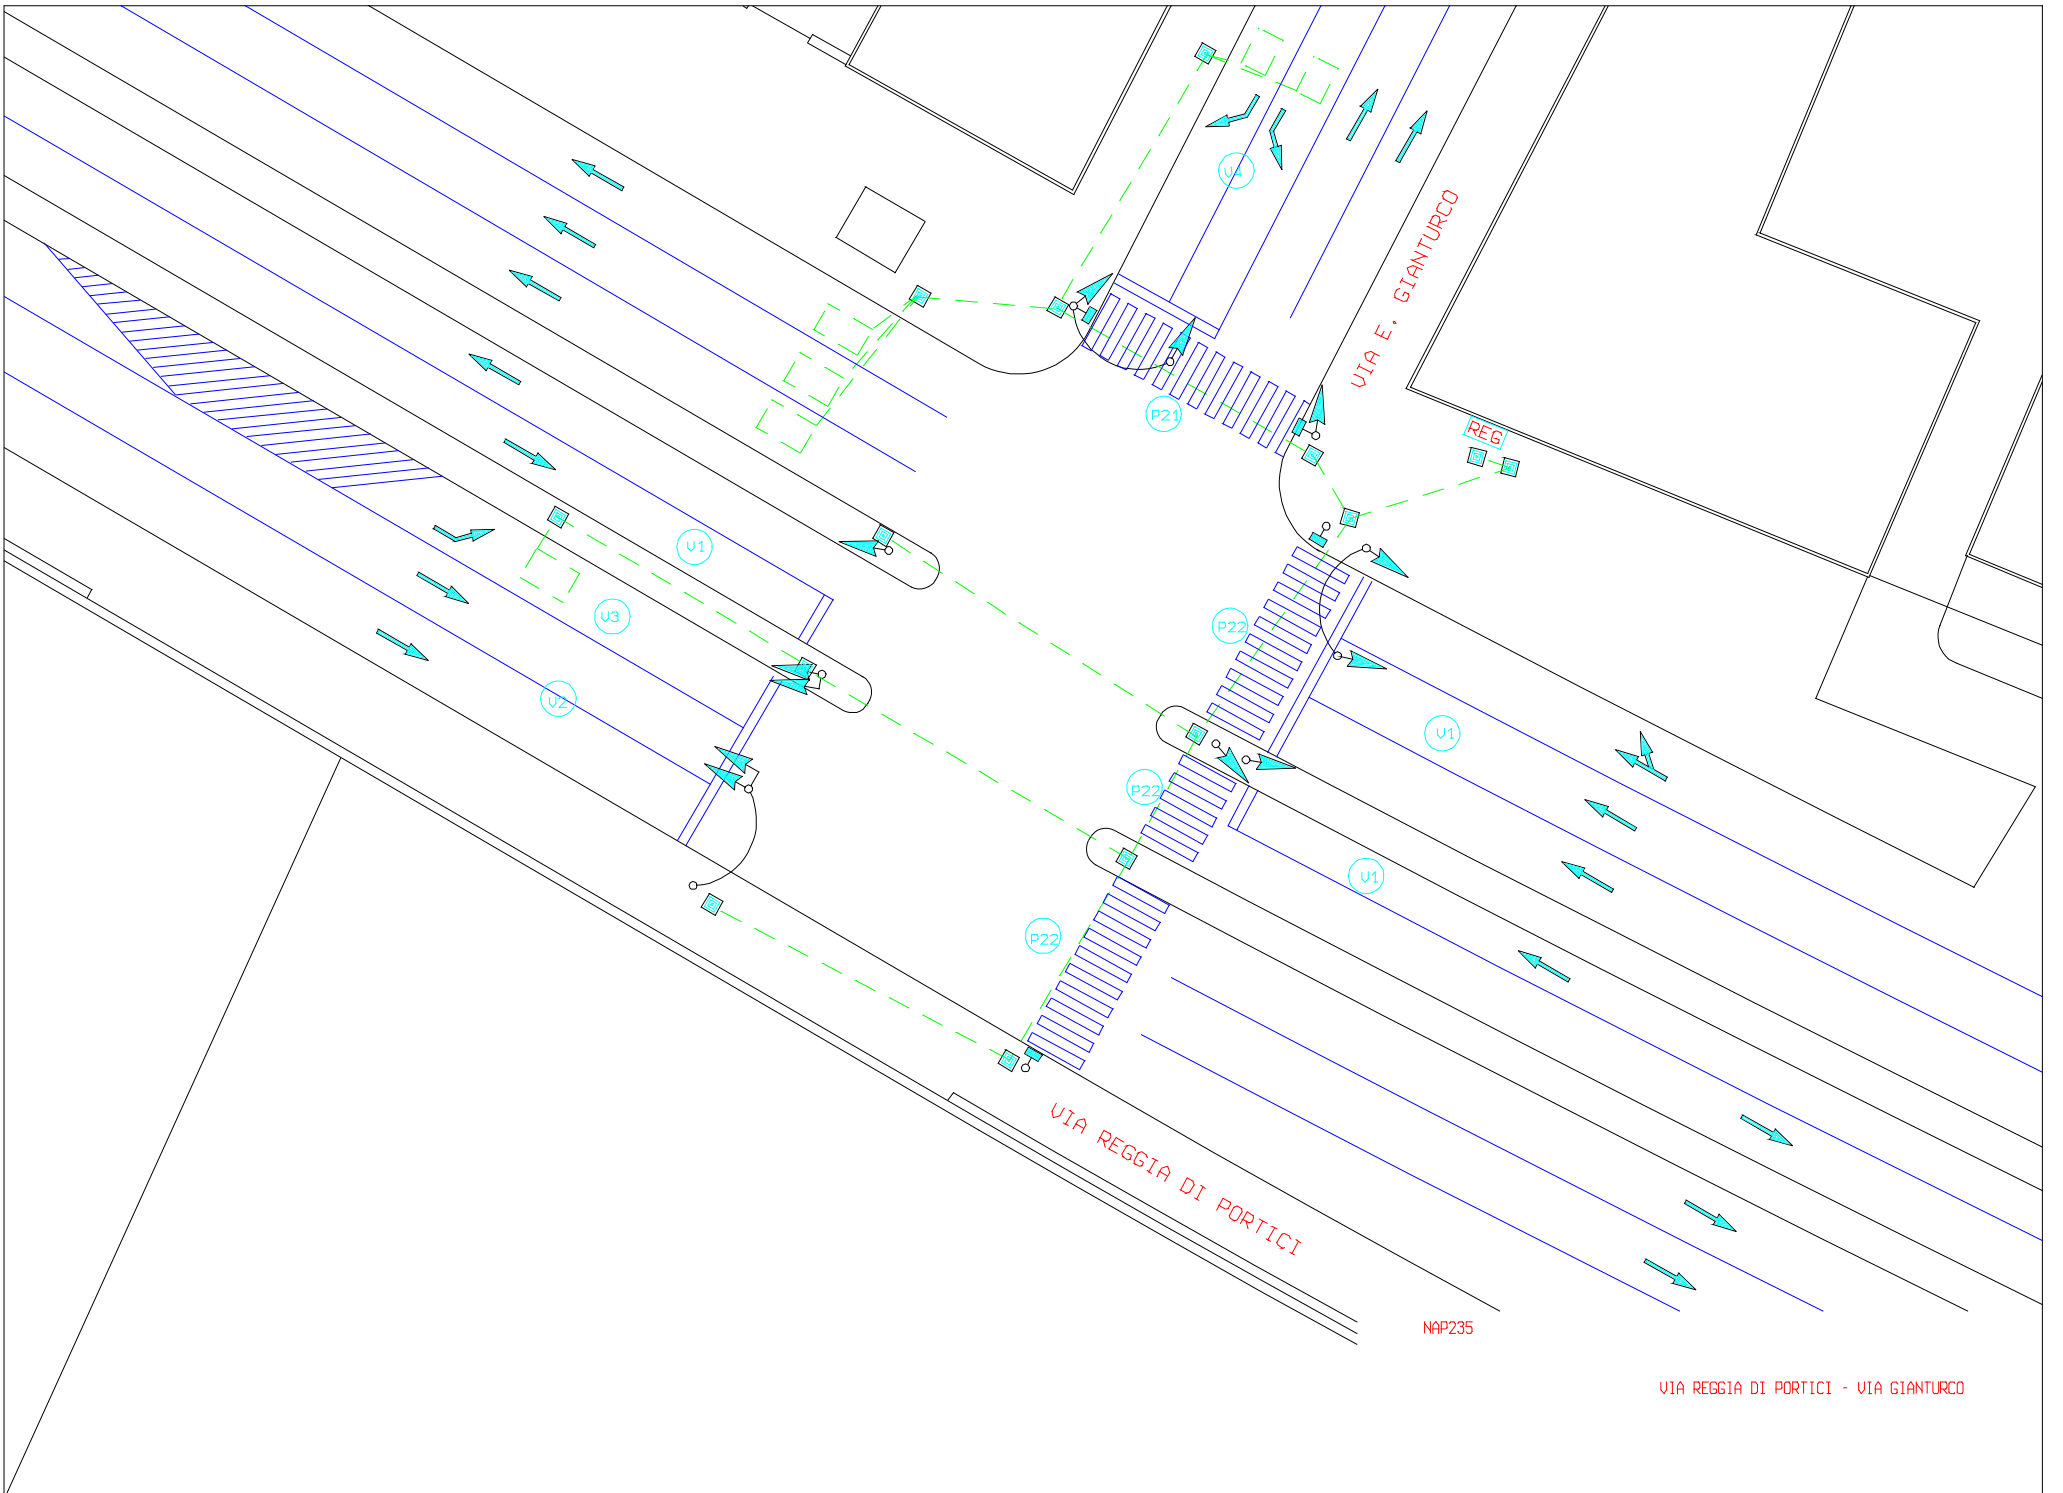 V4
VIA E. GIANTURCO
P21
REG
V1
V3
P22
V2
V1
P22
V1
P22
VIA REGGIA DI PORTICI
NAP235
VIA REGGIA DI PORTICI - VIA GIANTURCO